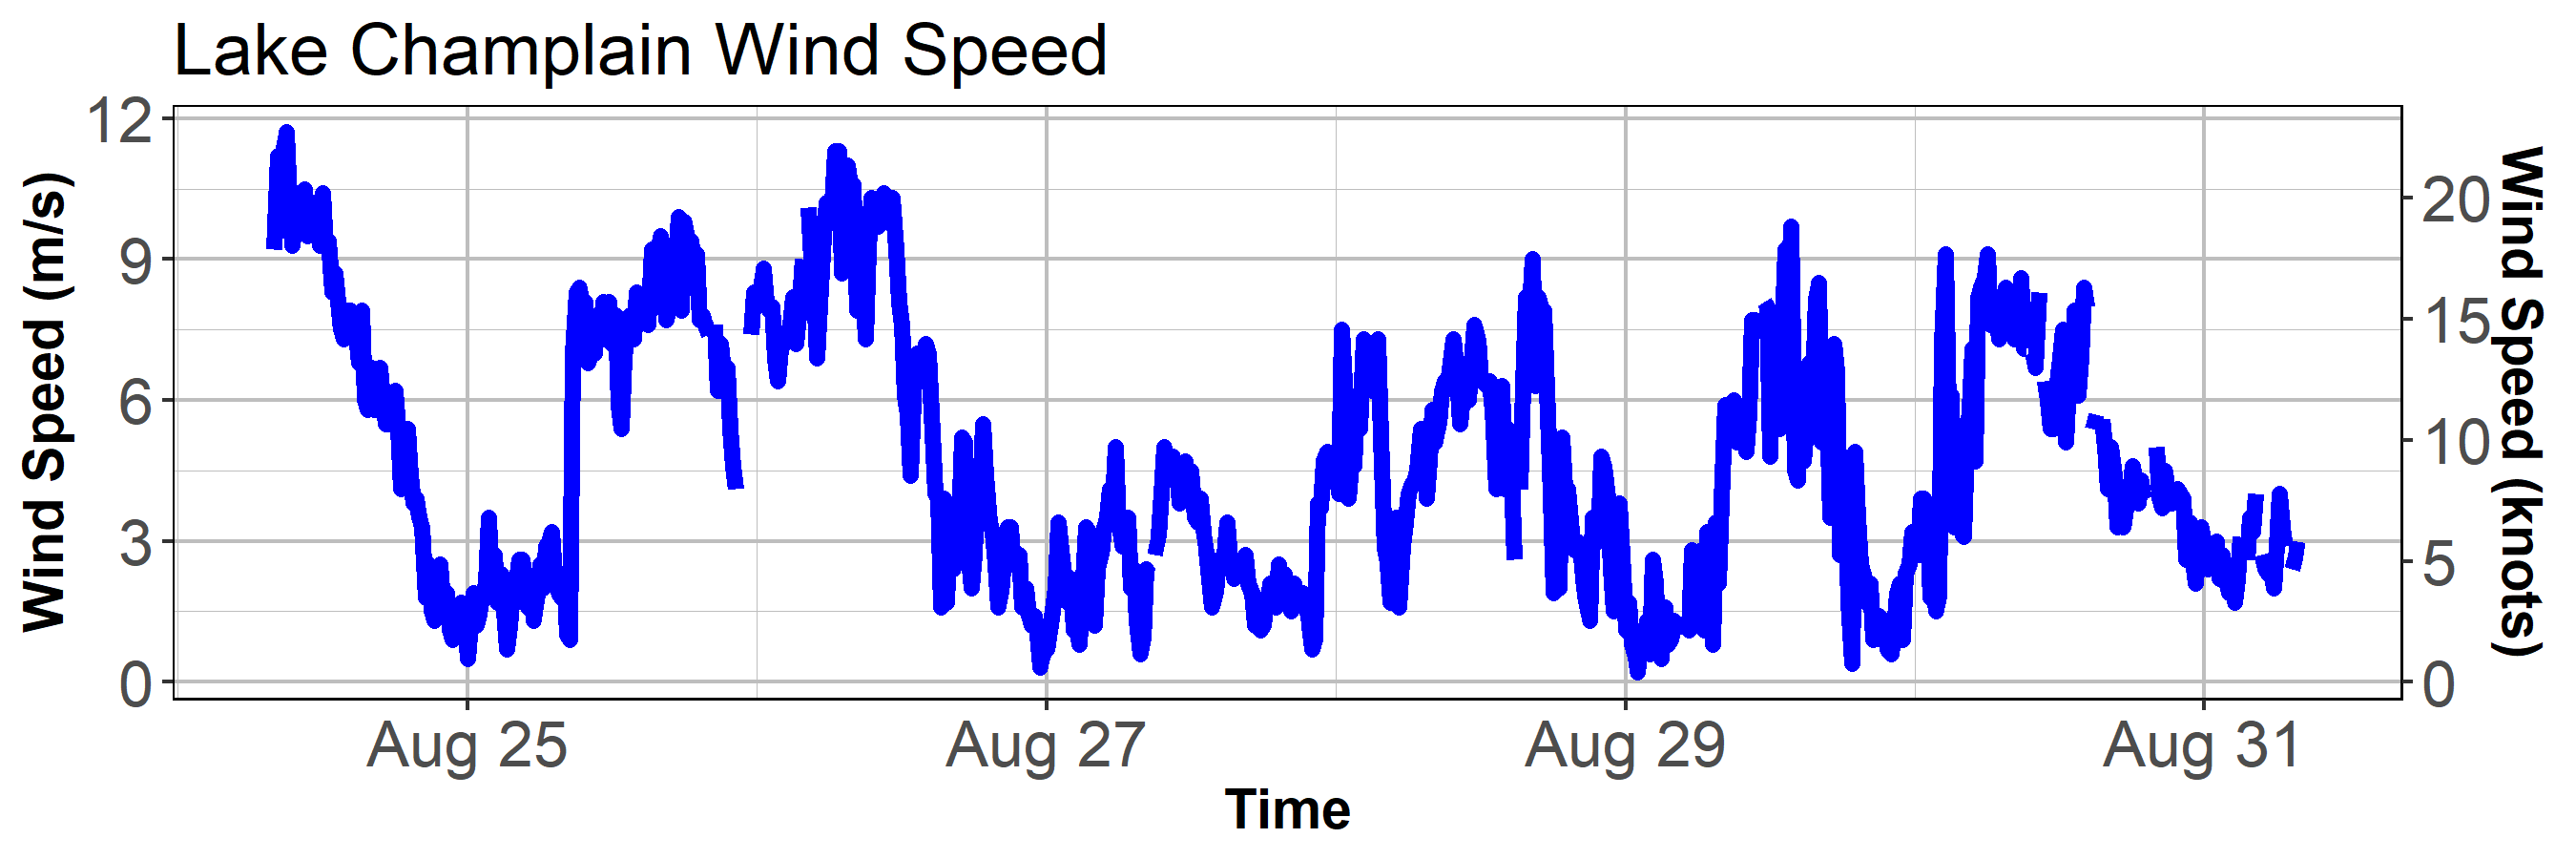 Lake Champlain Wind Speed
Wind Speed (m/s)
12
9
6
3
0
Wind Speed (knots)
20
15
10
5
0
Aug 25
Aug 27
Aug 29
Aug 31
Time